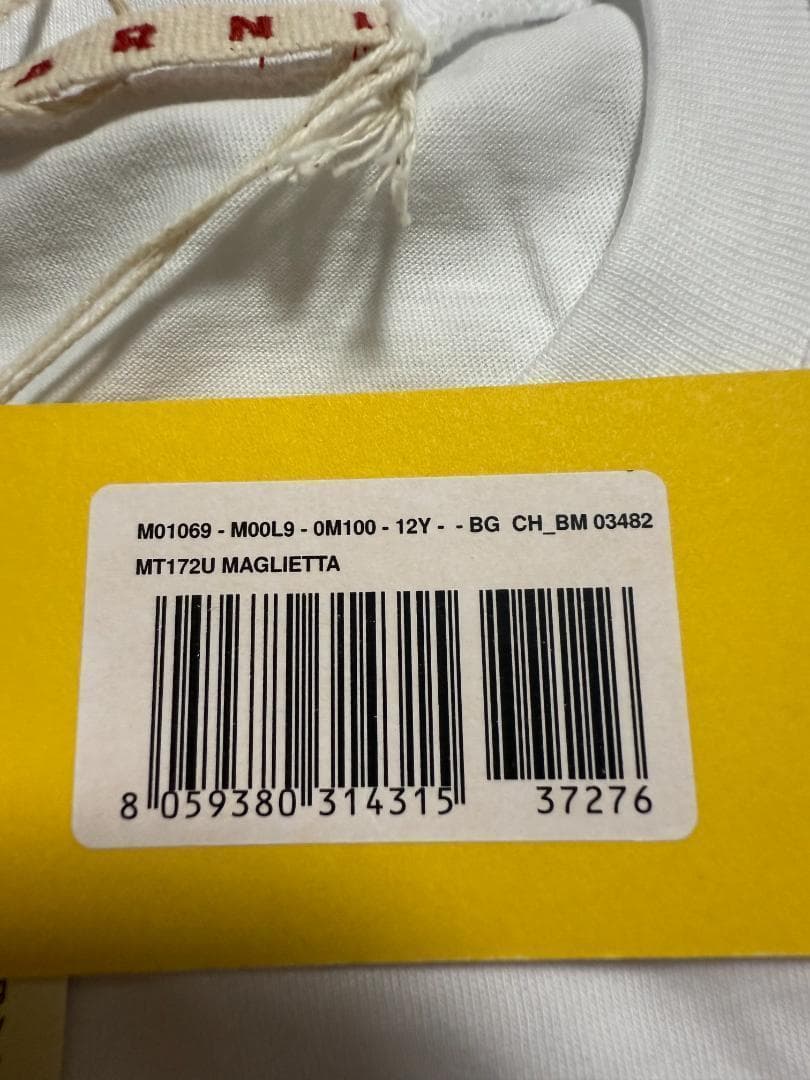 A R N I
M01069 - M00L9 - 0M100 - 12Y - - BG CH_BM 03482
MT172U MAGLIETTA
8 059380 314315 37276